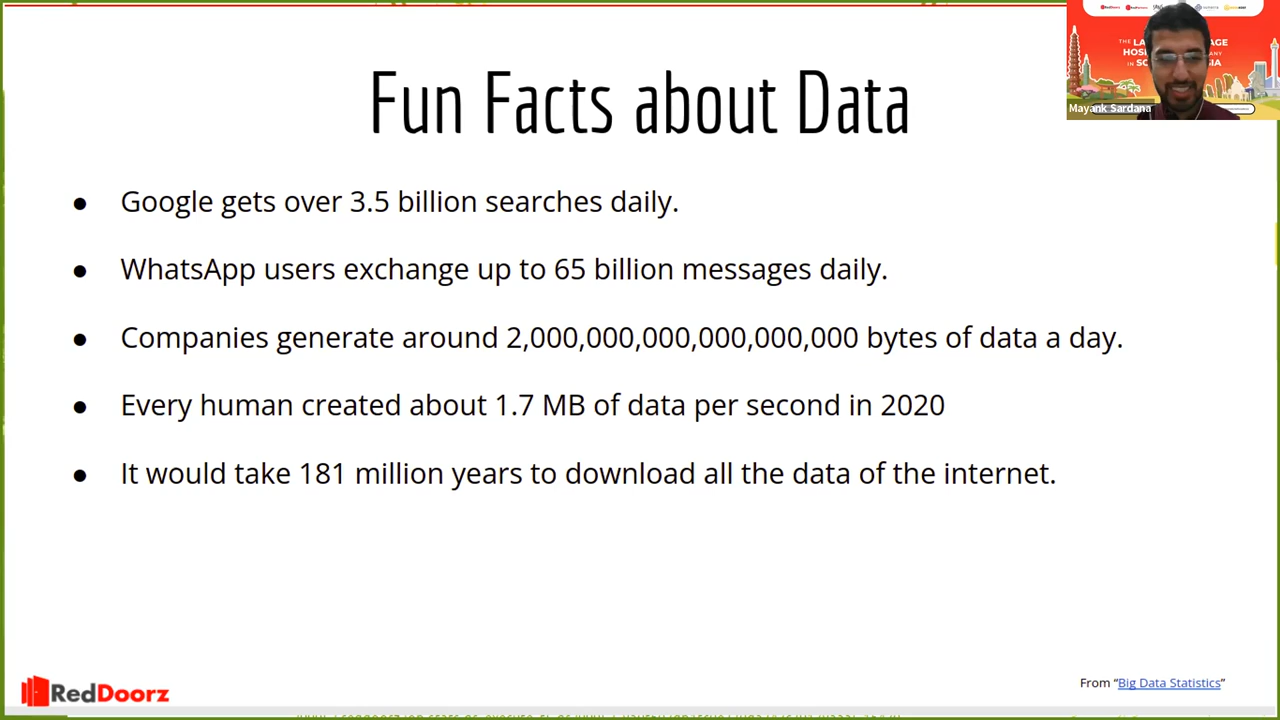 Fun Facts about Data
● Google gets over 3.5 billion searches daily.
● WhatsApp users exchange up to 65 billion messages daily.
● Companies generate around 2,000,000,000,000,000,000 bytes of data a day.
● Every human created about 1.7 MB of data per second in 2020
● It would take 181 million years to download all the data of the internet.
RedDoorz
From “Big Data Statistics”
RedDoorz
THE
Mayank Sardana